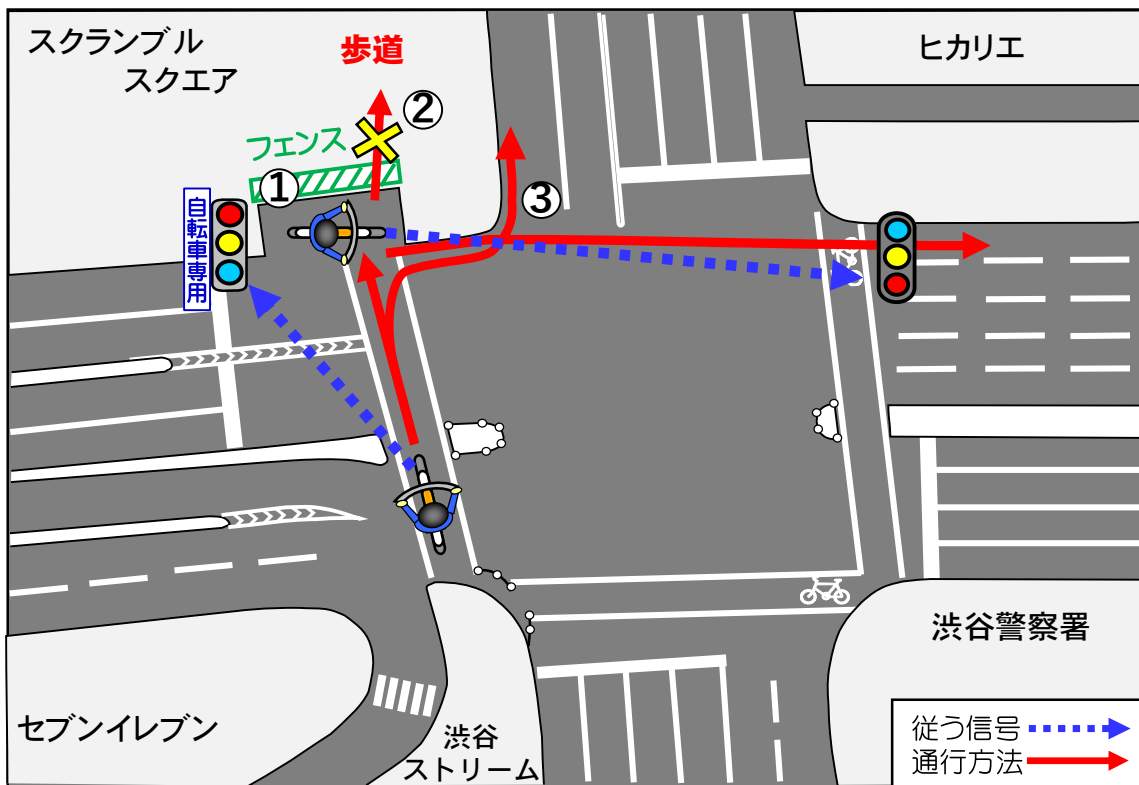 スクランブル
スクエア
歩道
ヒカリエ
②
フェンス
①
③
自転車専用
渋谷警察署
セブンイレブン
渋谷
ストリーム
従う信号
通行方法